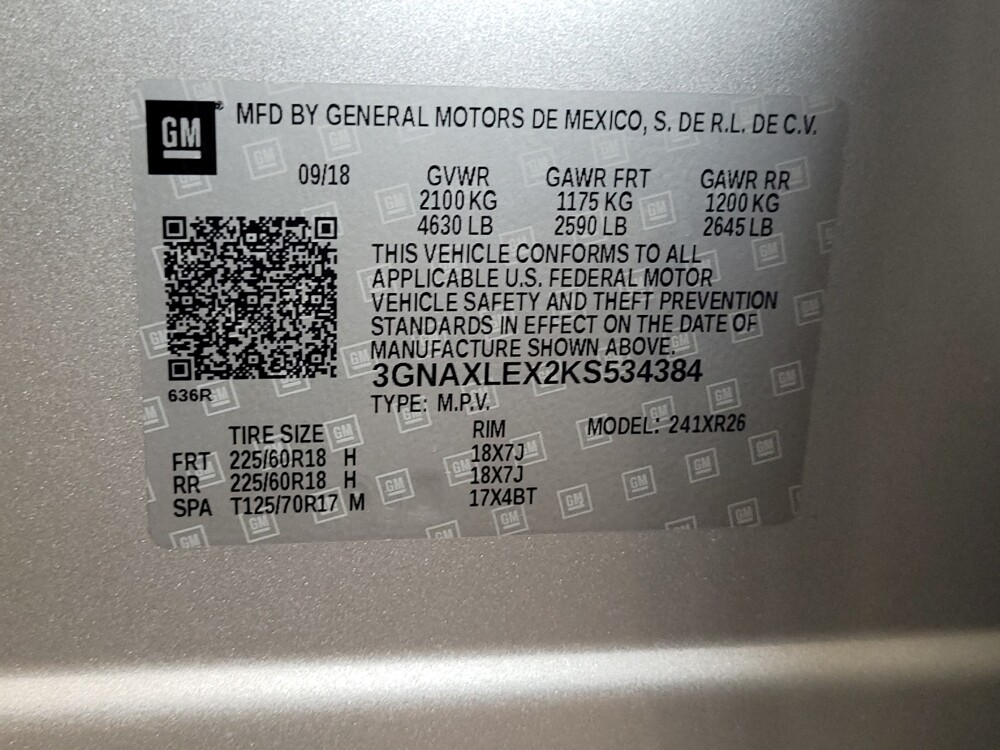 GM® MFD BY GENERAL MOTORS DE MEXICO, S. DE R.L. DE C.V.
09/18 GVWR GAWR FRT GAWR RR
2100 KG 1175 KG 1200 KG
4630 LB 2590 LB 2645 LB
THIS VEHICLE CONFORMS TO ALL
APPLICABLE U.S. FEDERAL MOTOR
VEHICLE SAFETY AND THEFT PREVENTION
STANDARDS IN EFFECT ON THE DATE OF
MANUFACTURE SHOWN ABOVE.
3GNAXLEX2KS534384
636R
TYPE: M.P.V.
TIRE SIZE RIM MODEL: 241XR26
FRT 225/60R18 H 18X7J
RR 225/60R18 H 18X7J
SPA T125/70R17 M 17X4BT